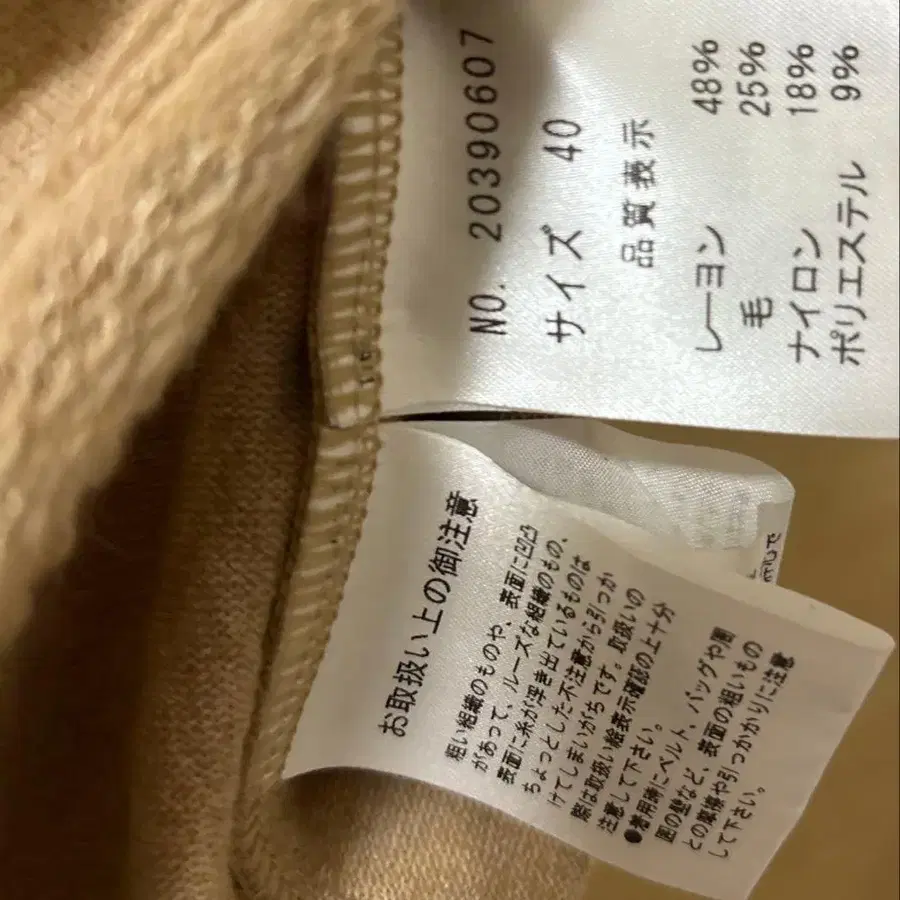 NO. 20390607
サイズ 40
品質表示
レーヨン 48%
毛 25%
ナイロン 18%
ポリエステル 9%
お取扱い上の御注意
粗い組織のものや、表面に凹凸
があって、ルーズな組織のもの、
表面に糸が浮き出ているものは
ちょっとした不注意から引つか
けてしまいがちです。取扱いの
際は取扱い絵表示確認の上十分
注意して下さい。
●着用時にベルト、バッグや周
囲の壁など、表面の粗いもの
との摩擦や引つかかりに注意
して下さい。